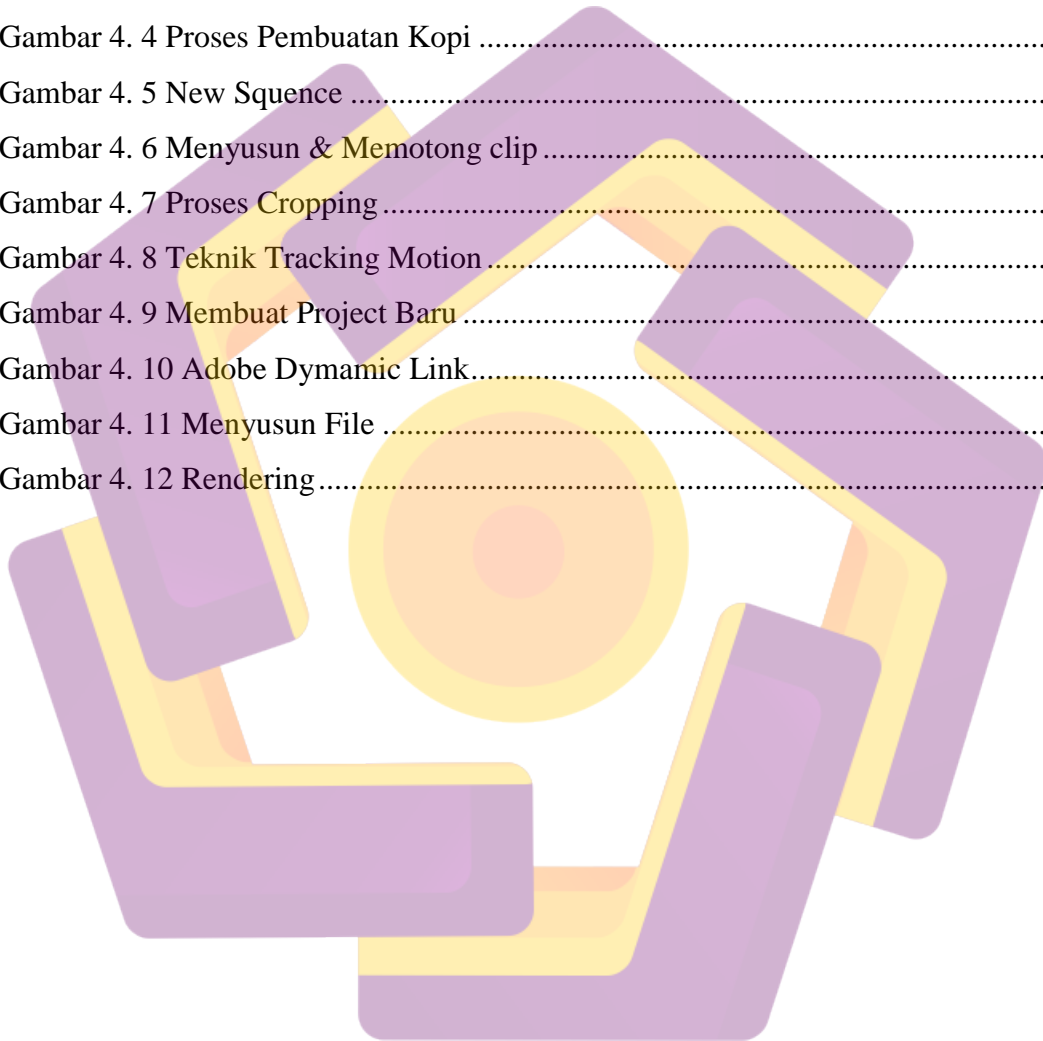 Gambar 4. 4 Proses Pembuatan Kopi ..............................................................................
Gambar 4. 5 New Squence ..............................................................................................
Gambar 4. 6 Menyusun & Memotong clip ......................................................................
Gambar 4. 7 Proses Cropping ..........................................................................................
Gambar 4. 8 Teknik Tracking Motion .............................................................................
Gambar 4. 9 Membuat Project Baru ................................................................................
Gambar 4. 10 Adobe Dymamic Link ...............................................................................
Gambar 4. 11 Menyusun File ..........................................................................................
Gambar 4. 12 Rendering ..................................................................................................